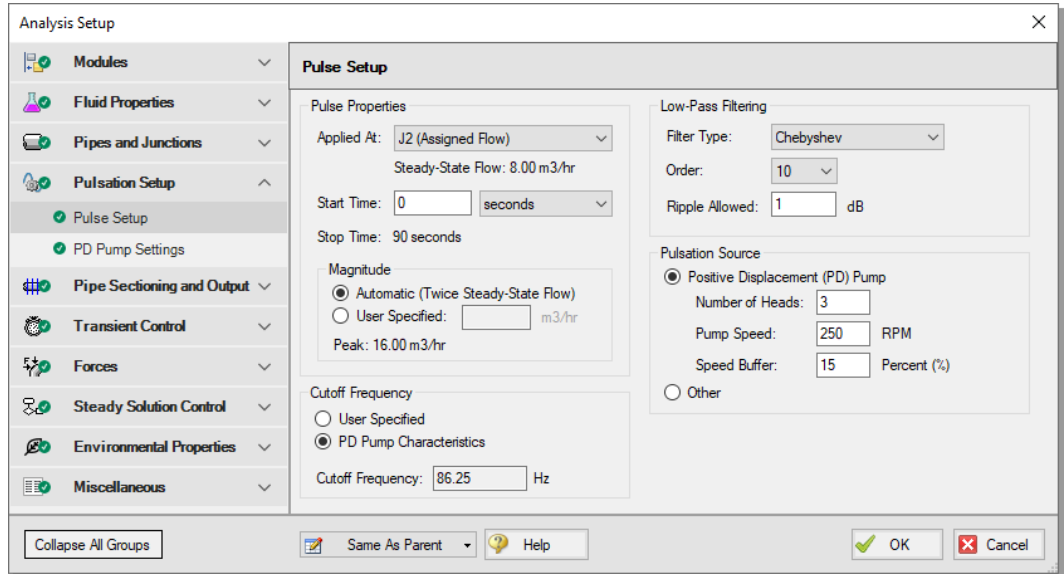 Analysis Setup
Modules
Fluid Properties
Pipes and Junctions
Pulsation Setup
Pulse Setup
PD Pump Settings
Pipe Sectioning and Output
Transient Control
Forces
Steady Solution Control
Environmental Properties
Miscellaneous
Collapse All Groups
Pulse Setup
Pulse Properties
Applied At: J2 (Assigned Flow)
Steady-State Flow: 8.00 m3/hr
Start Time: 0 seconds
Stop Time: 90 seconds
Magnitude
Automatic (Twice Steady-State Flow)
User Specified: m3/hr
Peak: 16.00 m3/hr
Cutoff Frequency
User Specified
PD Pump Characteristics
Cutoff Frequency: 86.25 Hz
Low-Pass Filtering
Filter Type: Chebyshev
Order: 10
Ripple Allowed: 1 dB
Pulsation Source
Positive Displacement (PD) Pump
Number of Heads: 3
Pump Speed: 250 RPM
Speed Buffer: 15 Percent (%)
Other
Same As Parent
Help
OK
Cancel